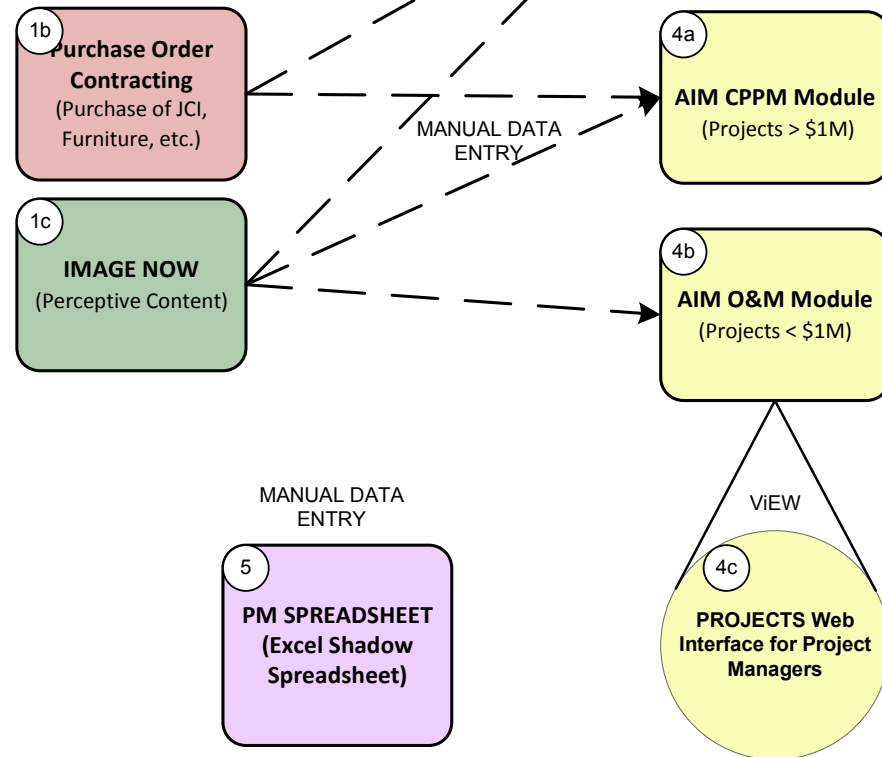 1b
Purchase Order
Contracting
(Purchase of JCI,
Furniture, etc.)
4a
AIM CPPM Module
(Projects > $1M)
MANUAL DATA
ENTRY
1c
IMAGE NOW
(Perceptive Content)
4b
AIM O&M Module
(Projects < $1M)
MANUAL DATA
ENTRY
ViEW
5
PM SPREADSHEET
(Excel Shadow
Spreadsheet)
4c
PROJECTS Web
Interface for Project
Managers